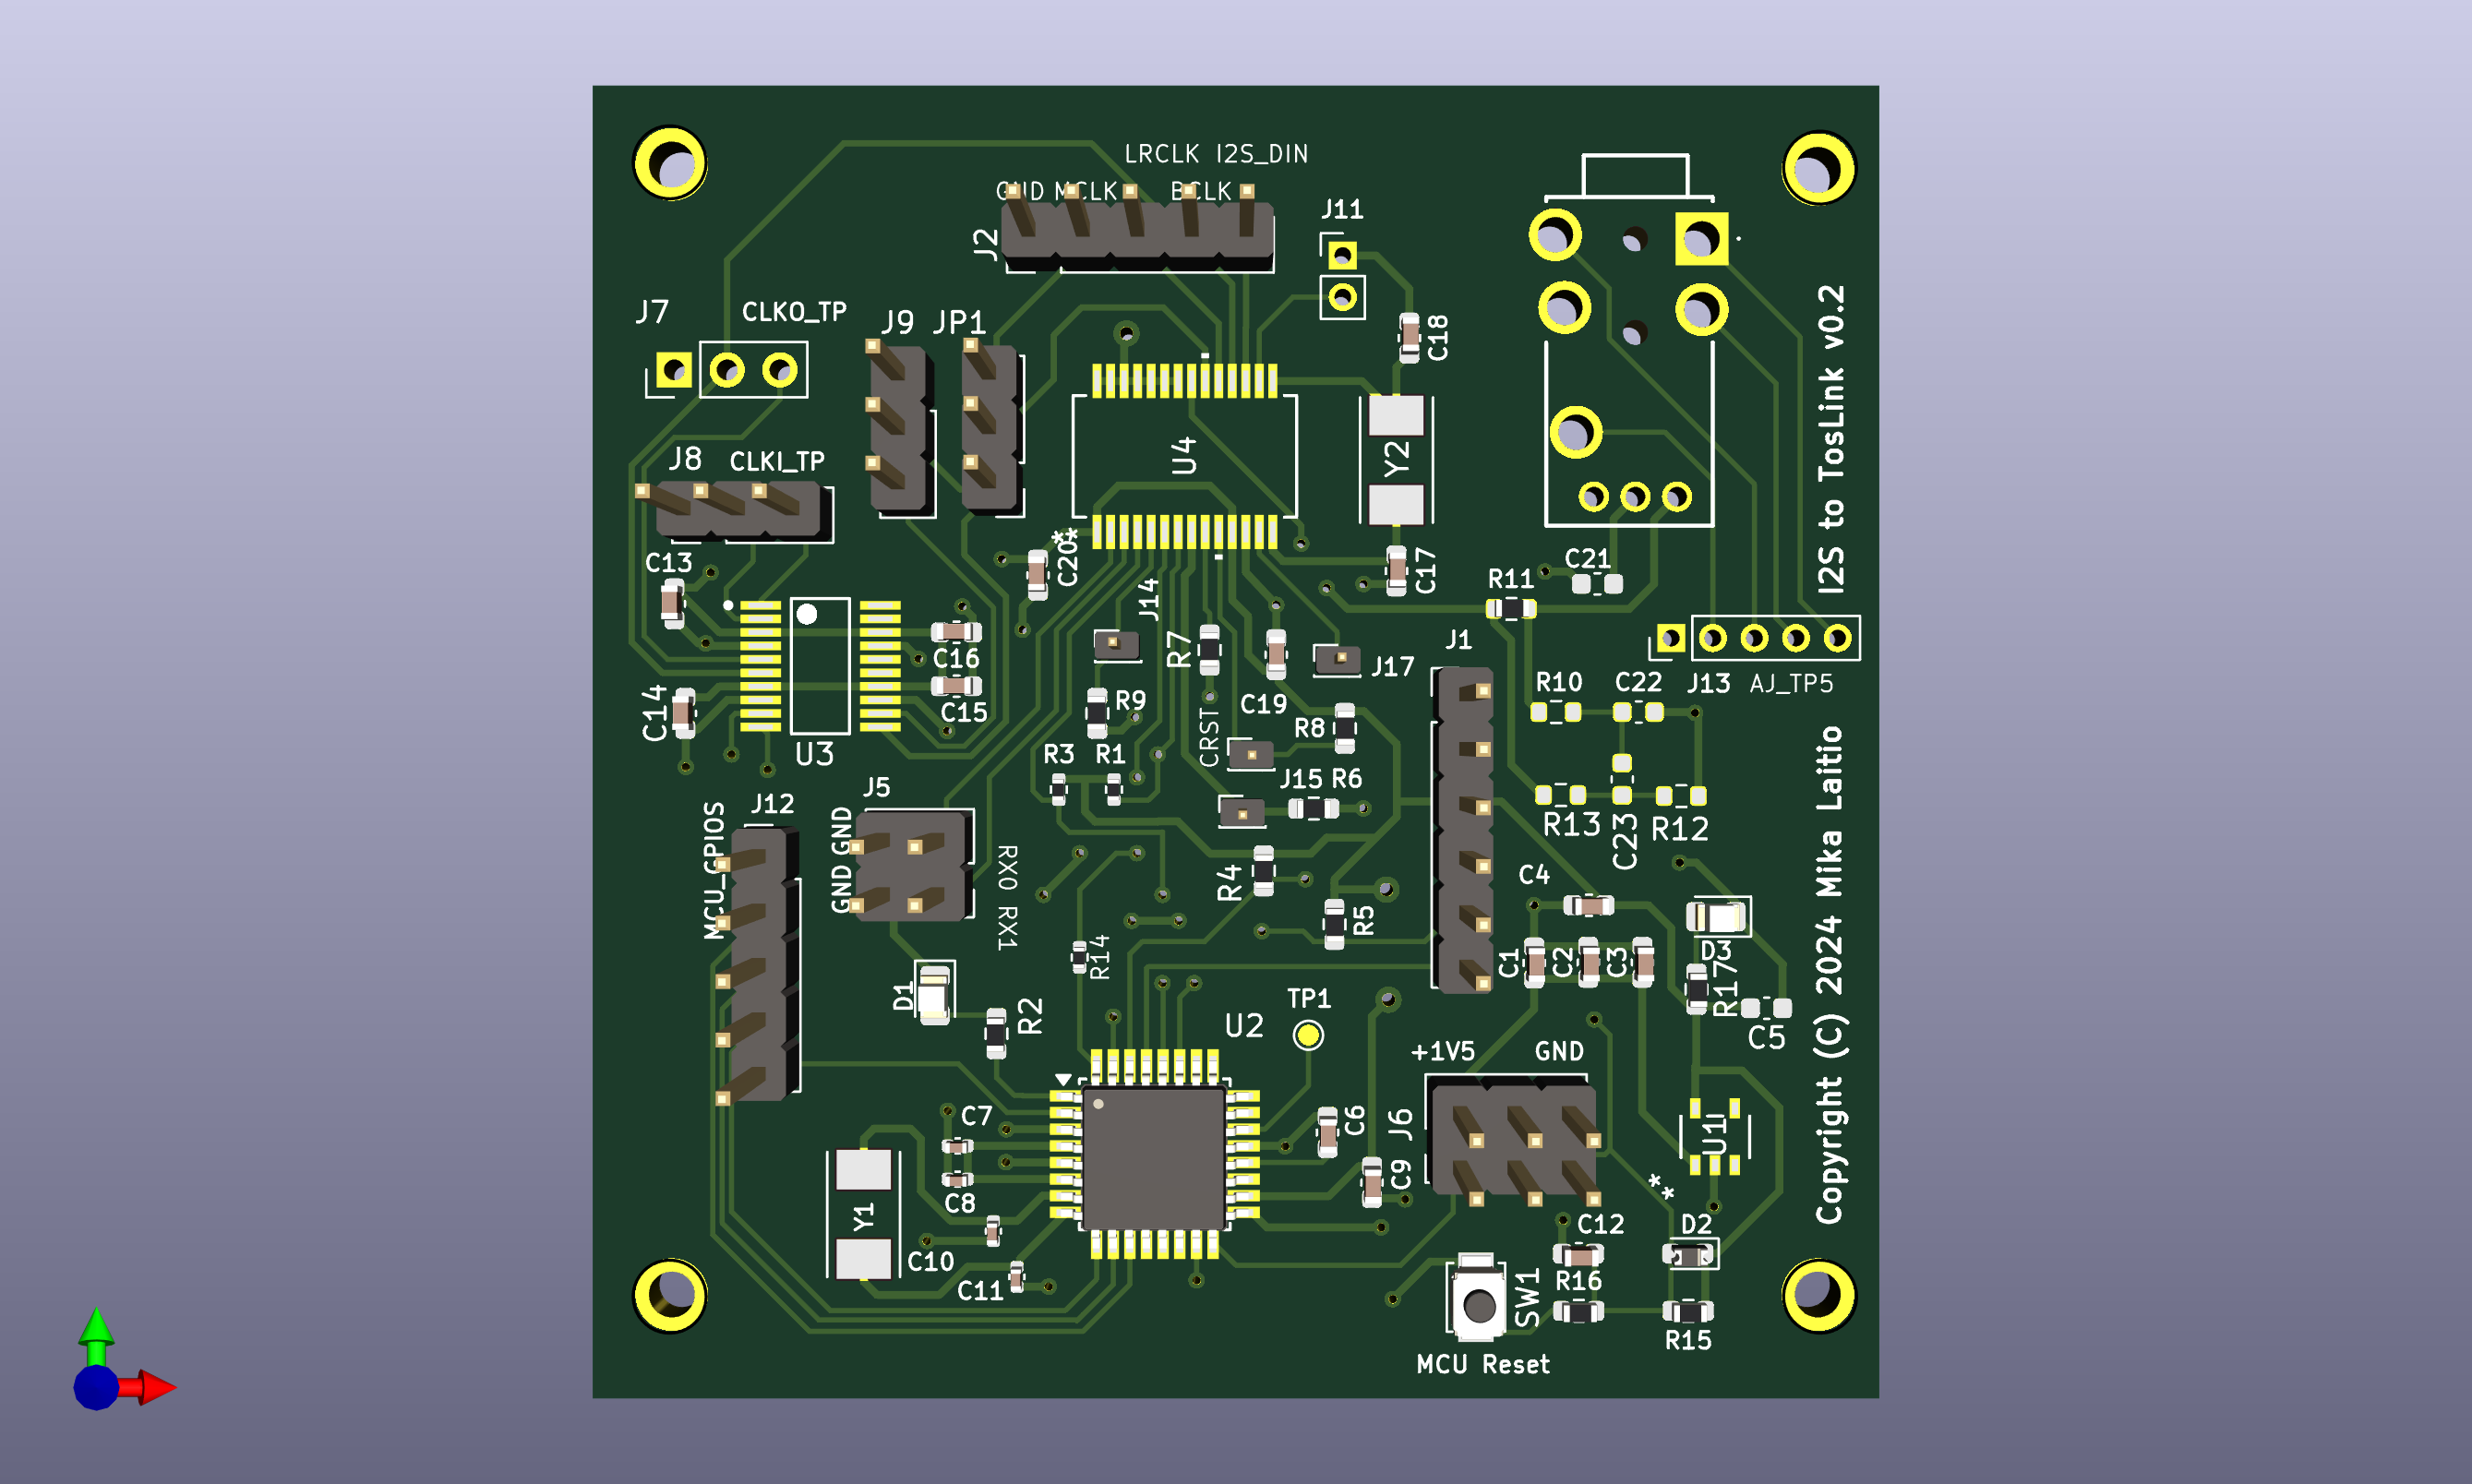 LRCLK I2S_DIN
GND MCLK BCLK
J2
J11
J7
CLKO_TP
J9
JP1
C18
J8
CLKI_TP
U4
Y2
I2S to TosLink v0.2
C13
C20
**
C17
C21
R11
J14
J1
C16
R7
J17
C14
C15
R9
C19
R10
C22
J13
AJ_TP5
U3
R3
R1
CRST
R8
J5
J15
R6
J12
MCU_GPIOS
GND
GND
RX0
RX1
R13
C23
R12
R4
C4
R5
D3
R14
C1
C2
C3
R17
D1
R2
TP1
U2
C5
+1V5
GND
Copyright (C) 2024 Mika Laitio
C7
C6
J6
U1
C8
C9
**
Y1
C12
D2
C10
C11
R16
SW1
R15
MCU Reset